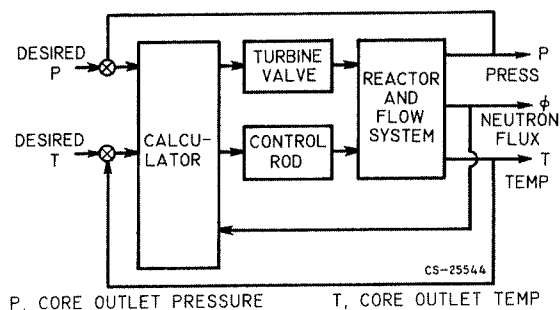 DESIRED
P
TURBINE
VALVE
REACTOR
AND
FLOW
SYSTEM
P
PRESS
ϕ
NEUTRON
FLUX
DESIRED
T
CALCU-
LATOR
CONTROL
ROD
T
TEMP
CS-25544
P, CORE OUTLET PRESSURE
T, CORE OUTLET TEMP